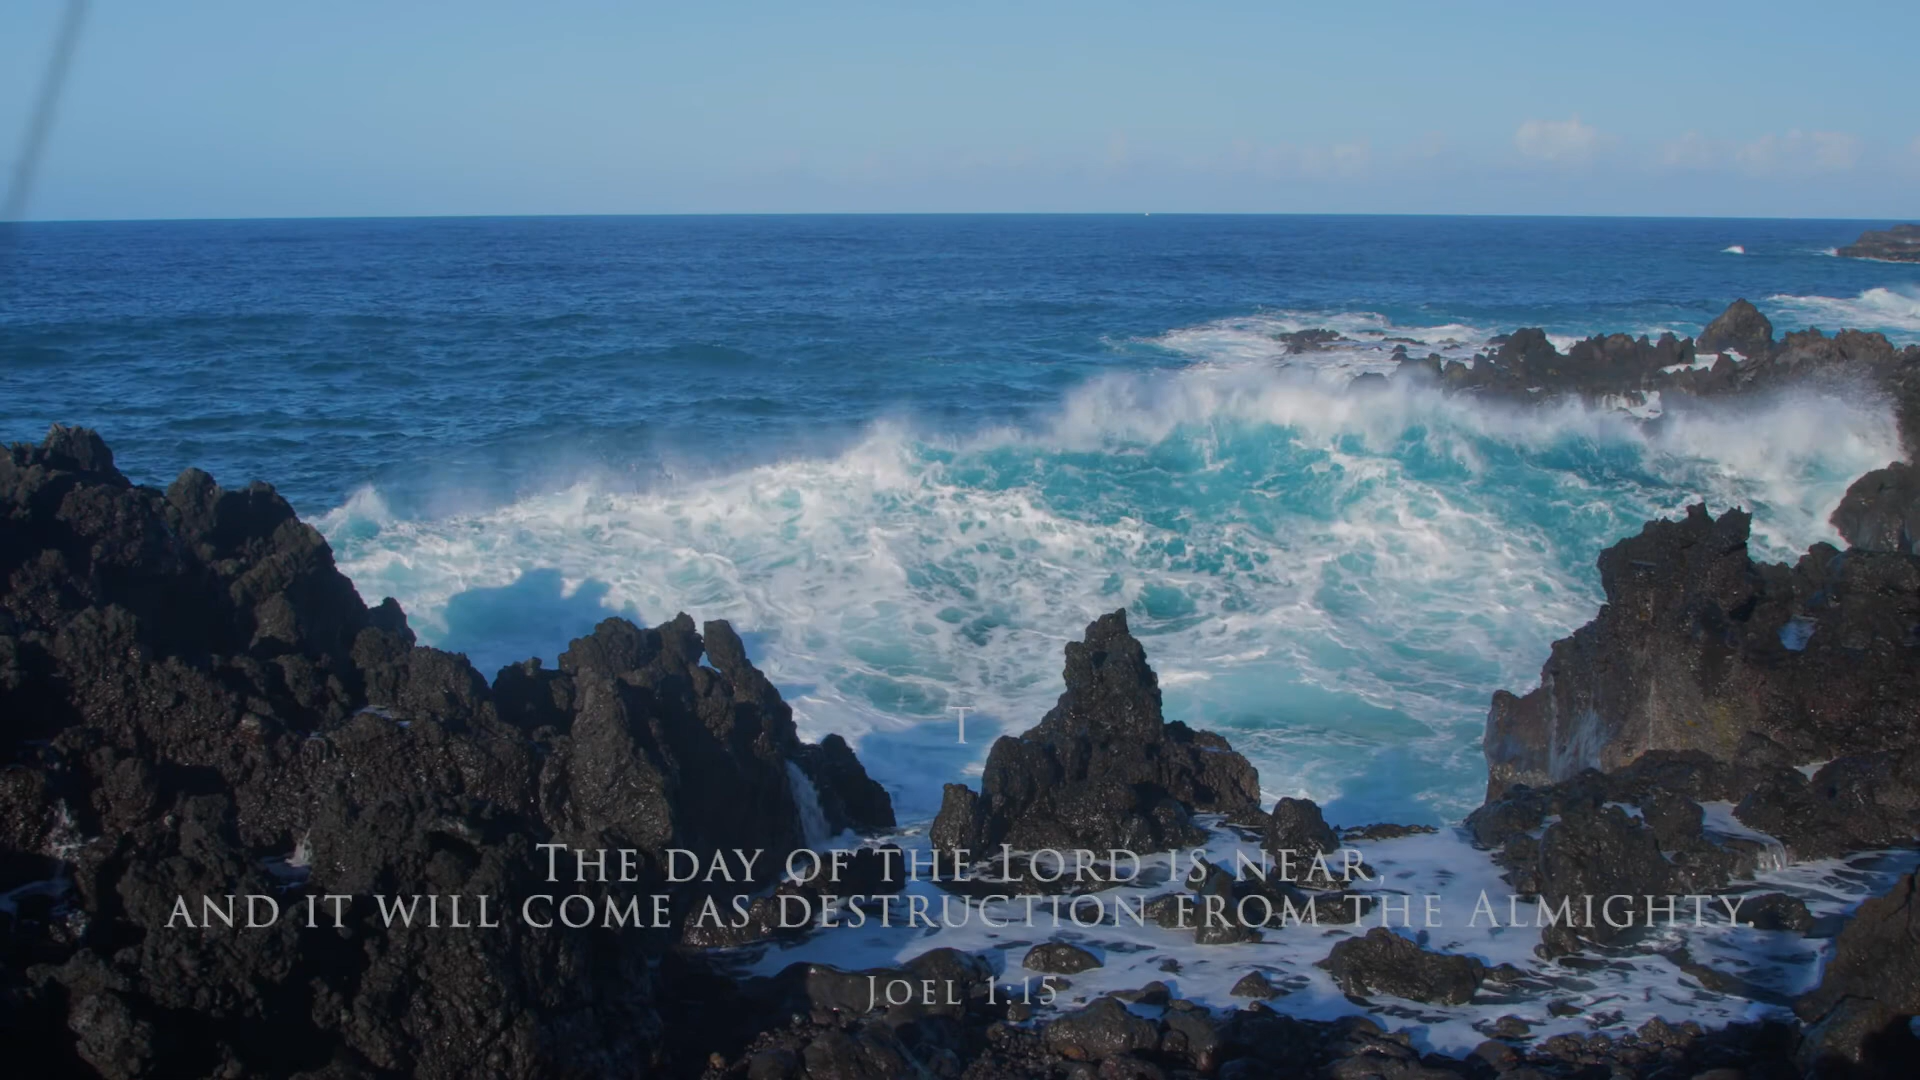 T
The day of the Lord is near,
and it will come as destruction from the Almighty.
Joel 1:15